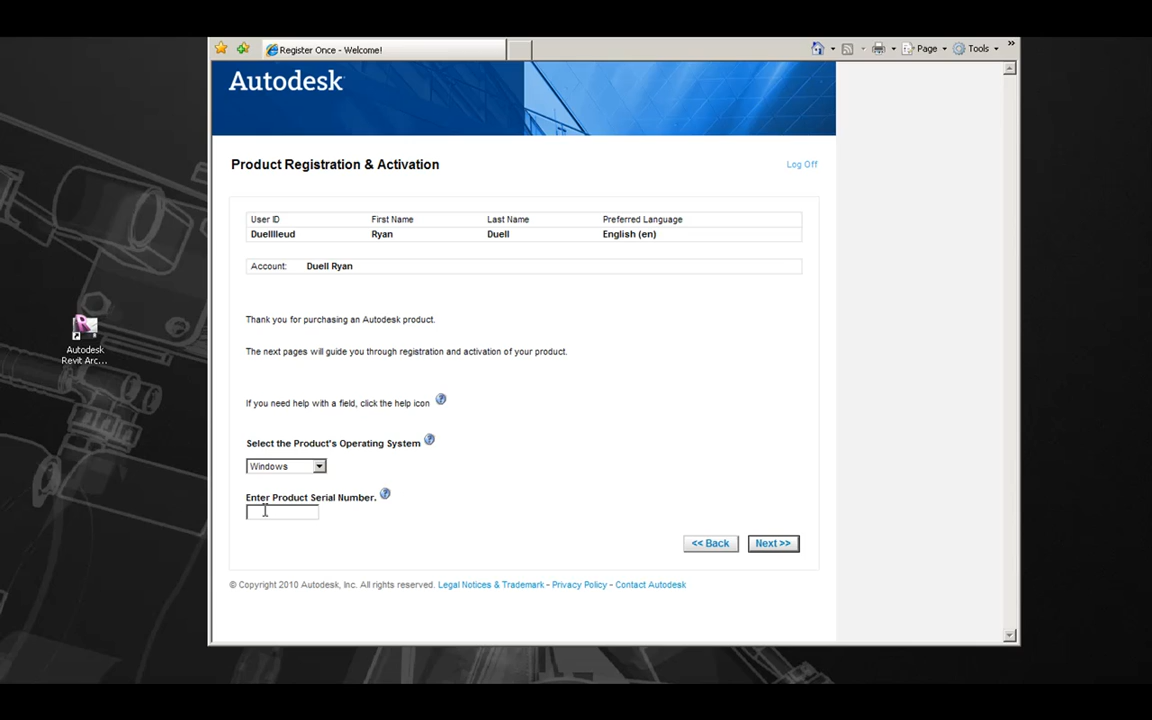 Register Once - Welcome!
Page
Tools
»
Autodesk
Product Registration & Activation
Log Off
User ID First Name Last Name Preferred Language
Duellleud Ryan Duell English (en)
Account: Duell Ryan
Thank you for purchasing an Autodesk product.
The next pages will guide you through registration and activation of your product.
If you need help with a field, click the help icon
Select the Product's Operating System
Windows
Enter Product Serial Number.
<< Back Next >>
© Copyright 2010 Autodesk, Inc. All rights reserved. Legal Notices & Trademark - Privacy Policy - Contact Autodesk
Autodesk
Revit Arc...